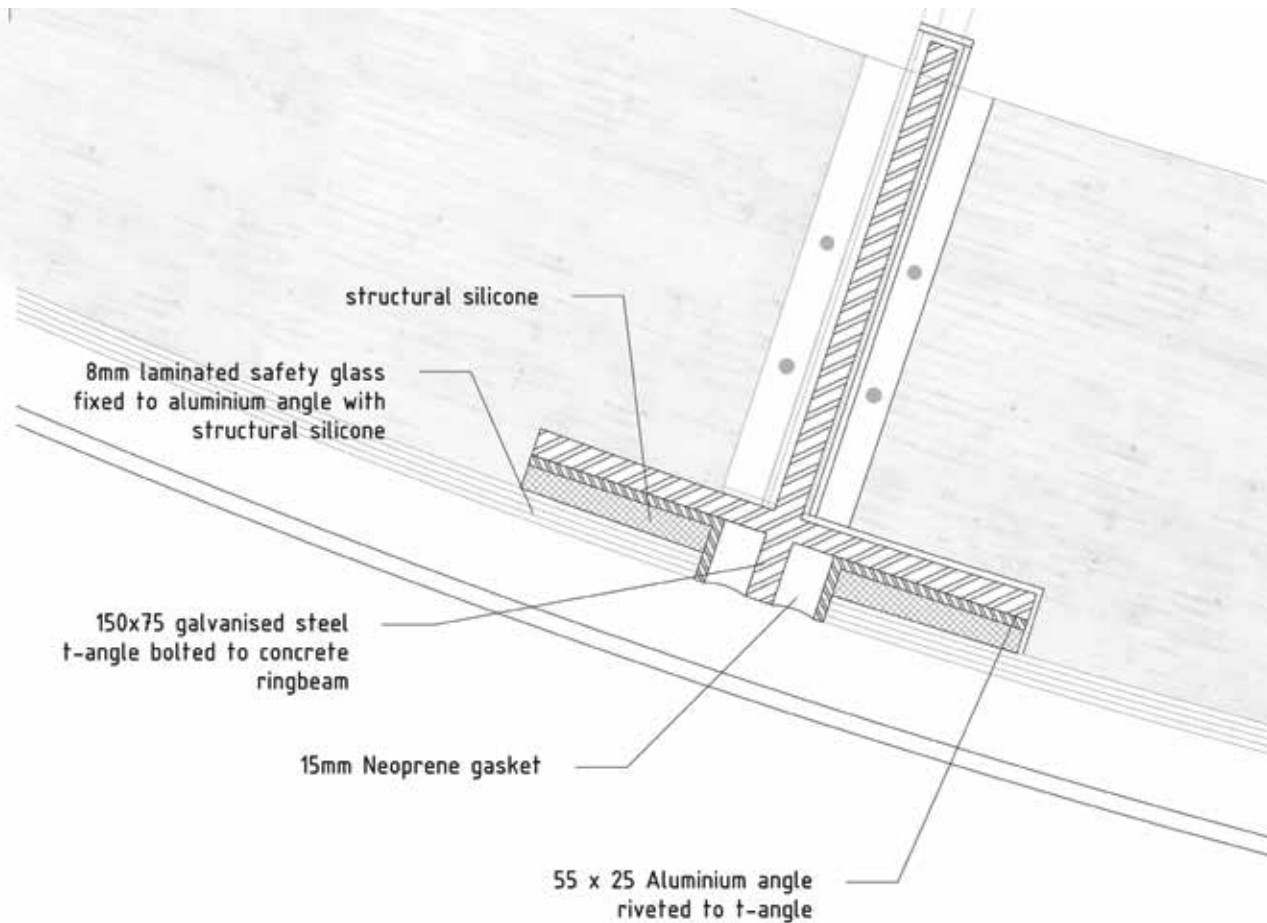 structural silicone
8mm laminated safety glass
fixed to aluminium angle with
structural silicone
150x75 galvanised steel
t-angle bolted to concrete
ringbeam
15mm Neoprene gasket
55 x 25 Aluminium angle
riveted to t-angle